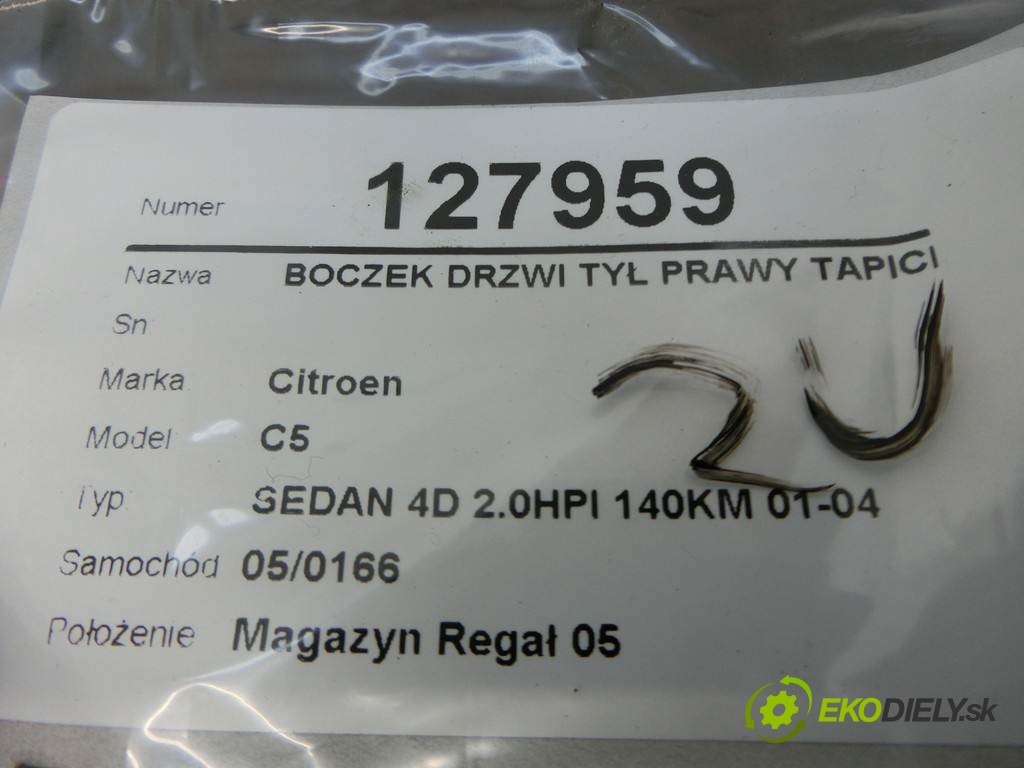 Numer 127959
Nazwa BOCZEK DRZWI TYŁ PRAWY TAPICI
Sn
Marka Citroen
Model C5
Typ SEDAN 4D 2.0HPI 140KM 01-04
Samochód 05/0166
Położenie Magazyn Regał 05
2U
EKODIELY.sk